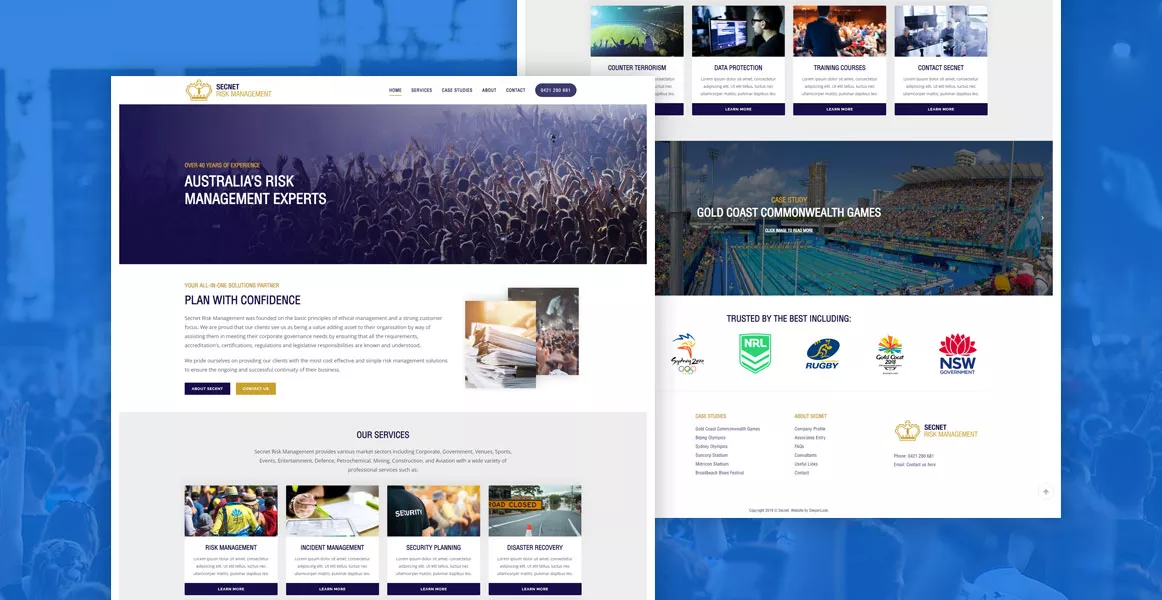 SECNET
RISK MANAGEMENT
HOME
SERVICES
CASE STUDIES
ABOUT
CONTACT
0421 280 681
OVER 40 YEARS OF EXPERIENCE
AUSTRALIA'S RISK
MANAGEMENT EXPERTS
YOUR ALL-IN-ONE SOLUTIONS PARTNER
PLAN WITH CONFIDENCE
Secnet Risk Management was founded on the basic principles of ethical management and a strong customer
focus. We are proud that our clients see us as being a value adding asset to their organisation by way of
assisting them in meeting their corporate governance needs by ensuring that all the requirements,
accreditation's, certifications, regulations and legislative responsibilities are known and understood.
We pride ourselves on providing our clients with the most cost effective and simple risk management solutions
to ensure the ongoing and successful continuity of their business.
ABOUT SECENT
CONTACT US
OUR SERVICES
Secnet Risk Management provides various market sectors including Corporate, Government, Venues, Sports,
Events, Entertainment, Defence, Petrochemical, Mining, Construction, and Aviation with a wide variety of
professional services such as:
SECURITY
ROAD CLOSED
RISK MANAGEMENT
INCIDENT MANAGEMENT
SECURITY PLANNING
DISASTER RECOVERY
Lorem ipsum dolor sit amet, consectetur
adipiscing elit. Ut elit tellus, luctus nec
ullamcorper mattis, pulvinar dapibus leo.
Lorem ipsum dolor sit amet, consectetur
adipiscing elit. Ut elit tellus, luctus nec
ullamcorper mattis, pulvinar dapibus leo.
Lorem ipsum dolor sit amet, consectetur
adipiscing elit. Ut elit tellus, luctus nec
ullamcorper mattis, pulvinar dapibus leo.
Lorem ipsum dolor sit amet, consectetur
adipiscing elit. Ut elit tellus, luctus nec
ullamcorper mattis, pulvinar dapibus leo.
LEARN MORE
LEARN MORE
LEARN MORE
LEARN MORE
COUNTER TERRORISM
DATA PROTECTION
TRAINING COURSES
CONTACT SECNET
Lorem ipsum dolor sit amet, consectetur
adipiscing elit. Ut elit tellus, luctus nec
ullamcorper mattis, pulvinar dapibus leo.
Lorem ipsum dolor sit amet, consectetur
adipiscing elit. Ut elit tellus, luctus nec
ullamcorper mattis, pulvinar dapibus leo.
Lorem ipsum dolor sit amet, consectetur
adipiscing elit. Ut elit tellus, luctus nec
ullamcorper mattis, pulvinar dapibus leo.
LEARN MORE
LEARN MORE
LEARN MORE
CASE STUDY
GOLD COAST COMMONWEALTH GAMES
CLICK IMAGE TO READ MORE
TRUSTED BY THE BEST INCLUDING:
Sydney 2000
NRL
RUGBY
Gold Coast
2018
NSW
GOVERNMENT
CASE STUDIES
Gold Coast Commonwealth Games
Beijing Olympics
Sydney Olympics
Suncorp Stadium
Metricon Stadium
Broadbeach Blues Festival
ABOUT SECNET
Company Profile
Associates Entry
FAQs
Consultants
Useful Links
Contact
SECNET
RISK MANAGEMENT
Phone: 0421 280 681
Email: Contact us here
Copyright 2019 © Secnet. Website by DeepenLook.